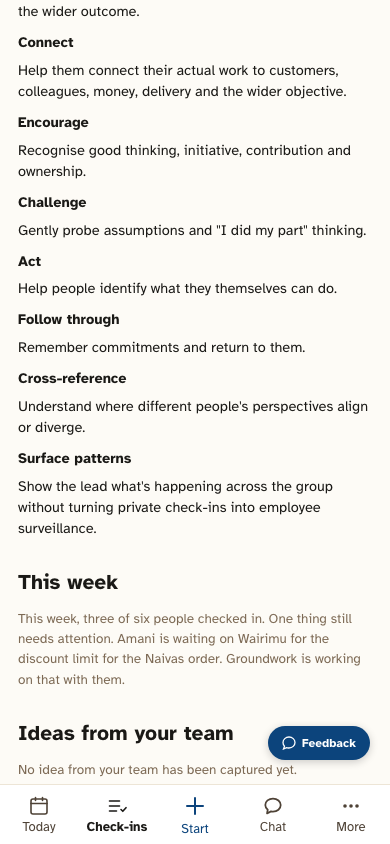 the wider outcome.
Connect
Help them connect their actual work to customers,
colleagues, money, delivery and the wider objective.
Encourage
Recognise good thinking, initiative, contribution and
ownership.
Challenge
Gently probe assumptions and "I did my part" thinking.
Act
Help people identify what they themselves can do.
Follow through
Remember commitments and return to them.
Cross-reference
Understand where different people's perspectives align
or diverge.
Surface patterns
Show the lead what's happening across the group
without turning private check-ins into employee
surveillance.
This week
This week, three of six people checked in. One thing still
needs attention. Amani is waiting on Wairimu for the
discount limit for the Naivas order. Groundwork is working
on that with them.
Ideas from your team
Feedback
No idea from your team has been captured yet.
Today
Check-ins
Start
Chat
More